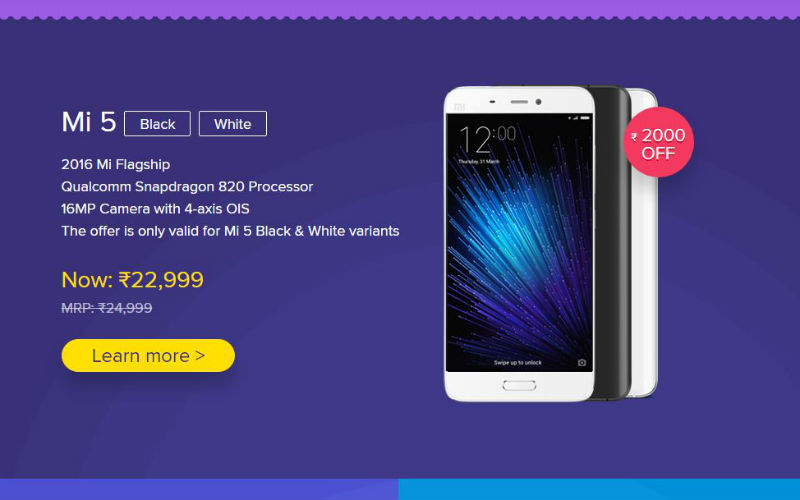 Mi 5 Black White
2016 Mi Flagship
Qualcomm Snapdragon 820 Processor
16MP Camera with 4-axis OIS
The offer is only valid for Mi 5 Black & White variants
Now: ₹22,999
MRP: ₹24,999
Learn more >
MI
12:00
Thursday, 31 March
Swipe up to unlock
₹ 2000
OFF